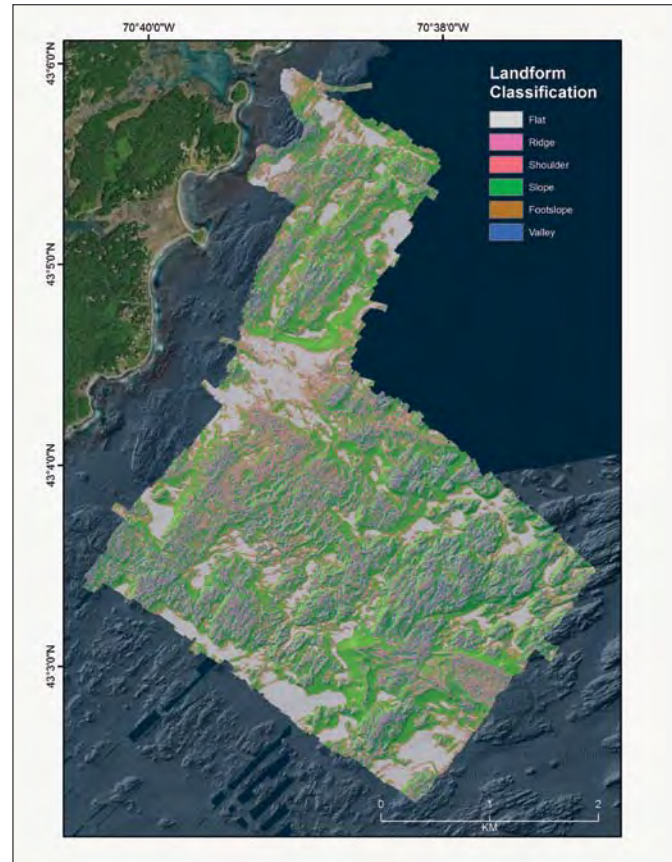 70°40'0"W
70°38'0"W
43°6'0"N
43°5'0"N
43°4'0"N
43°3'0"N
Landform
Classification
Flat
Ridge
Shoulder
Slope
Footslope
Valley
0
1
2
KM